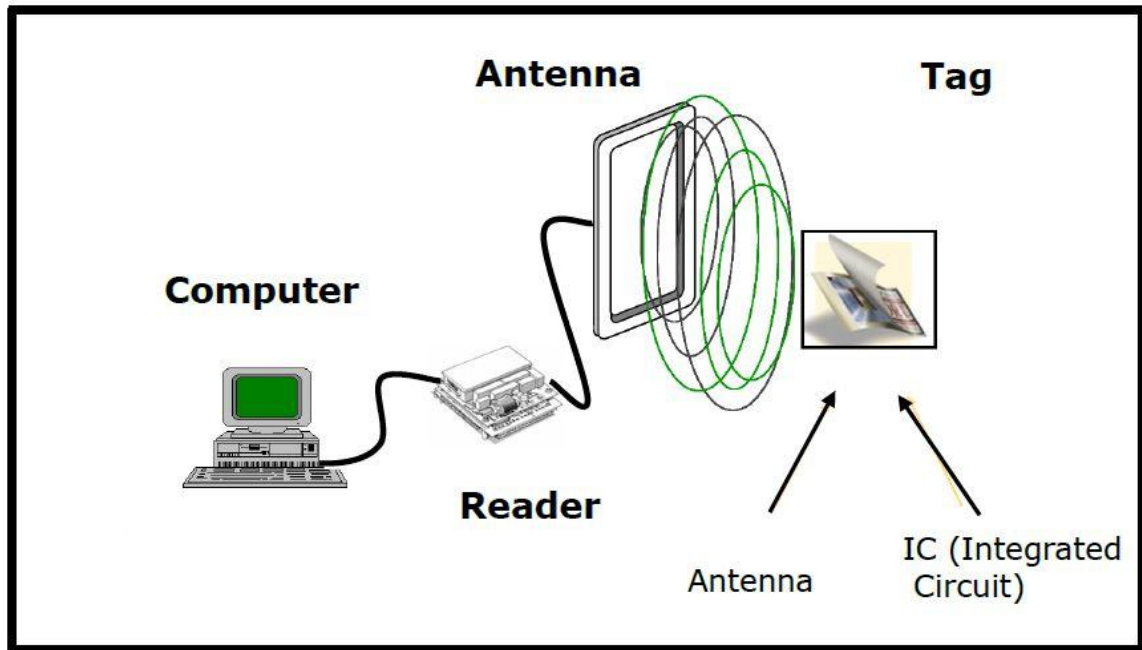 Antenna
Tag
Computer
Reader
Antenna
IC (Integrated
Circuit)